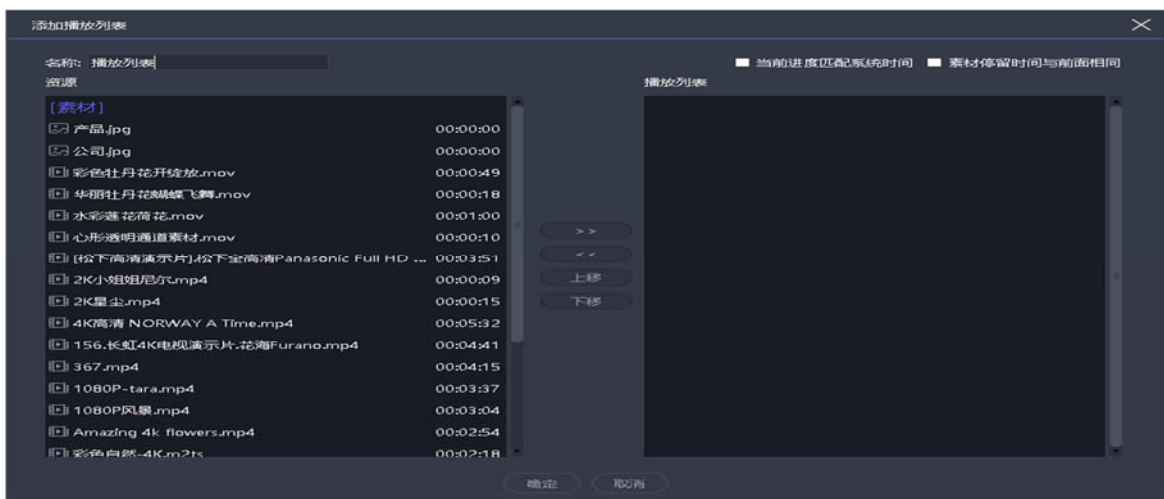 添加播放列表
名称: 播放列表
当前进度匹配系统时间 素材停留时间与前面相同
资源
播放列表
[素材]
产品.jpg 00:00:00
公司.jpg 00:00:00
彩色牡丹花开绽放.mov 00:00:49
华丽牡丹花蝴蝶飞舞.mov 00:00:18
水彩莲花荷花.mov 00:01:00
心形透明通道素材.mov 00:00:10
[松下高清演示片].松下全高清Panasonic Full HD ... 00:03:51
2K小姐姐尼尔.mp4 00:00:09
2K星尘.mp4 00:00:15
4K高清 NORWAY A Time.mp4 00:05:32
156.长虹4K电视演示片.花海Furano.mp4 00:04:41
367.mp4 00:04:15
1080P-tara.mp4 00:03:37
1080P风景.mp4 00:03:04
Amazing 4k flowers.mp4 00:02:54
彩色自然-4K.m2ts 00:02:18
>>
<<
上移
下移
确定 取消